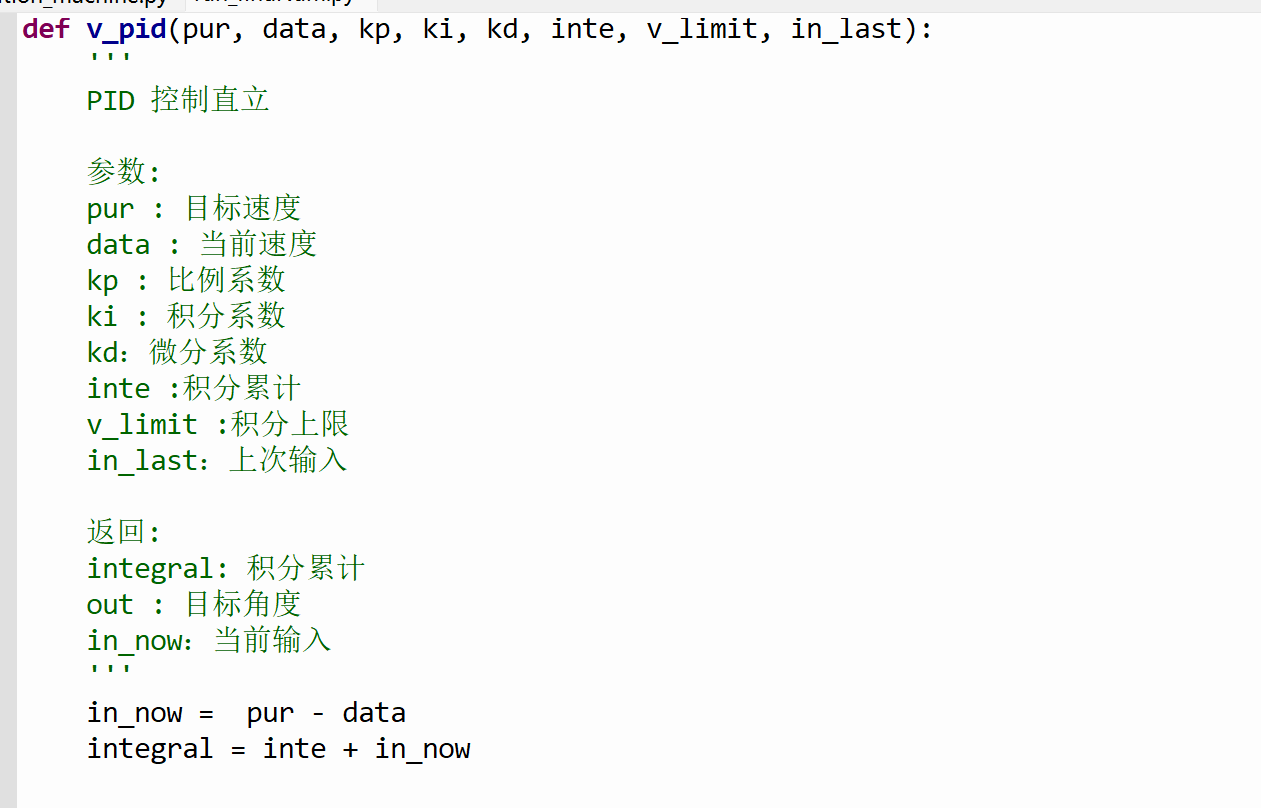 def v_pid(pur, data, kp, ki, kd, inte, v_limit, in_last):
'''
PID 控制直立
参数:
pur : 目标速度
data : 当前速度
kp : 比例系数
ki : 积分系数
kd：微分系数
inte :积分累计
v_limit :积分上限
in_last：上次输入
返回:
integral: 积分累计
out : 目标角度
in_now：当前输入
'''
in_now =  pur - data
integral = inte + in_now